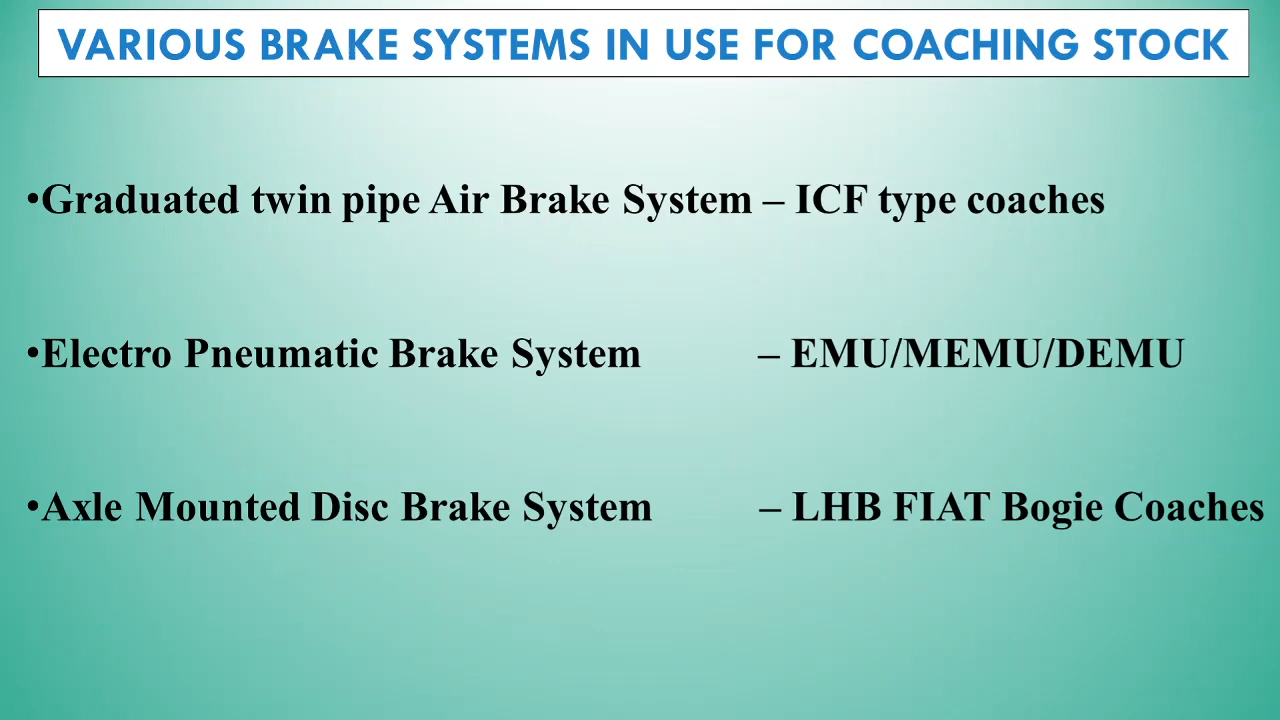 VARIOUS BRAKE SYSTEMS IN USE FOR COACHING STOCK
•Graduated twin pipe Air Brake System – ICF type coaches
•Electro Pneumatic Brake System – EMU/MEMU/DEMU
•Axle Mounted Disc Brake System – LHB FIAT Bogie Coaches